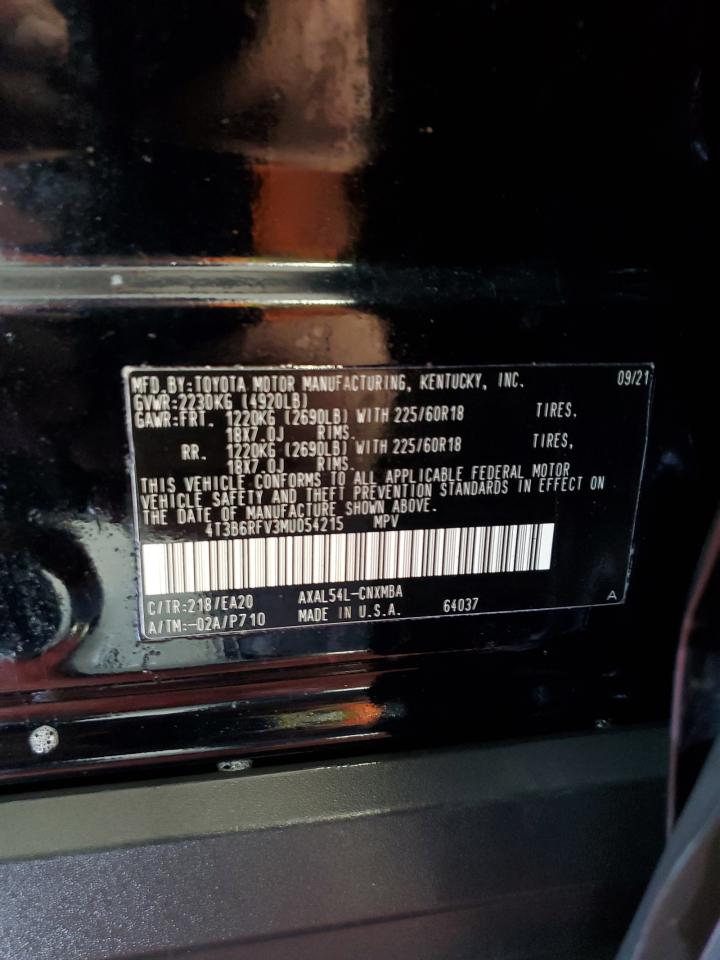 MFD.BY:TOYOTA MOTOR MANUFACTURING, KENTUCKY, INC. 09/21
GVWR:2230KG (4920LB)
GAWR:FRT. 1220KG (2690LB) WITH 225/60R18 TIRES,
18X7.0J RIMS.
RR. 1220KG (2690LB) WITH 225/60R18 TIRES,
18X7.0J RIMS.
THIS VEHICLE CONFORMS TO ALL APPLICABLE FEDERAL MOTOR
VEHICLE SAFETY AND THEFT PREVENTION STANDARDS IN EFFECT ON
THE DATE OF MANUFACTURE SHOWN ABOVE.
4T3B6RFV3MU054215 MPV
C/TR:218/EA20 AXAL54L-CNXMBA
A/TM:-02A/P710 MADE IN U.S.A. 64037 A